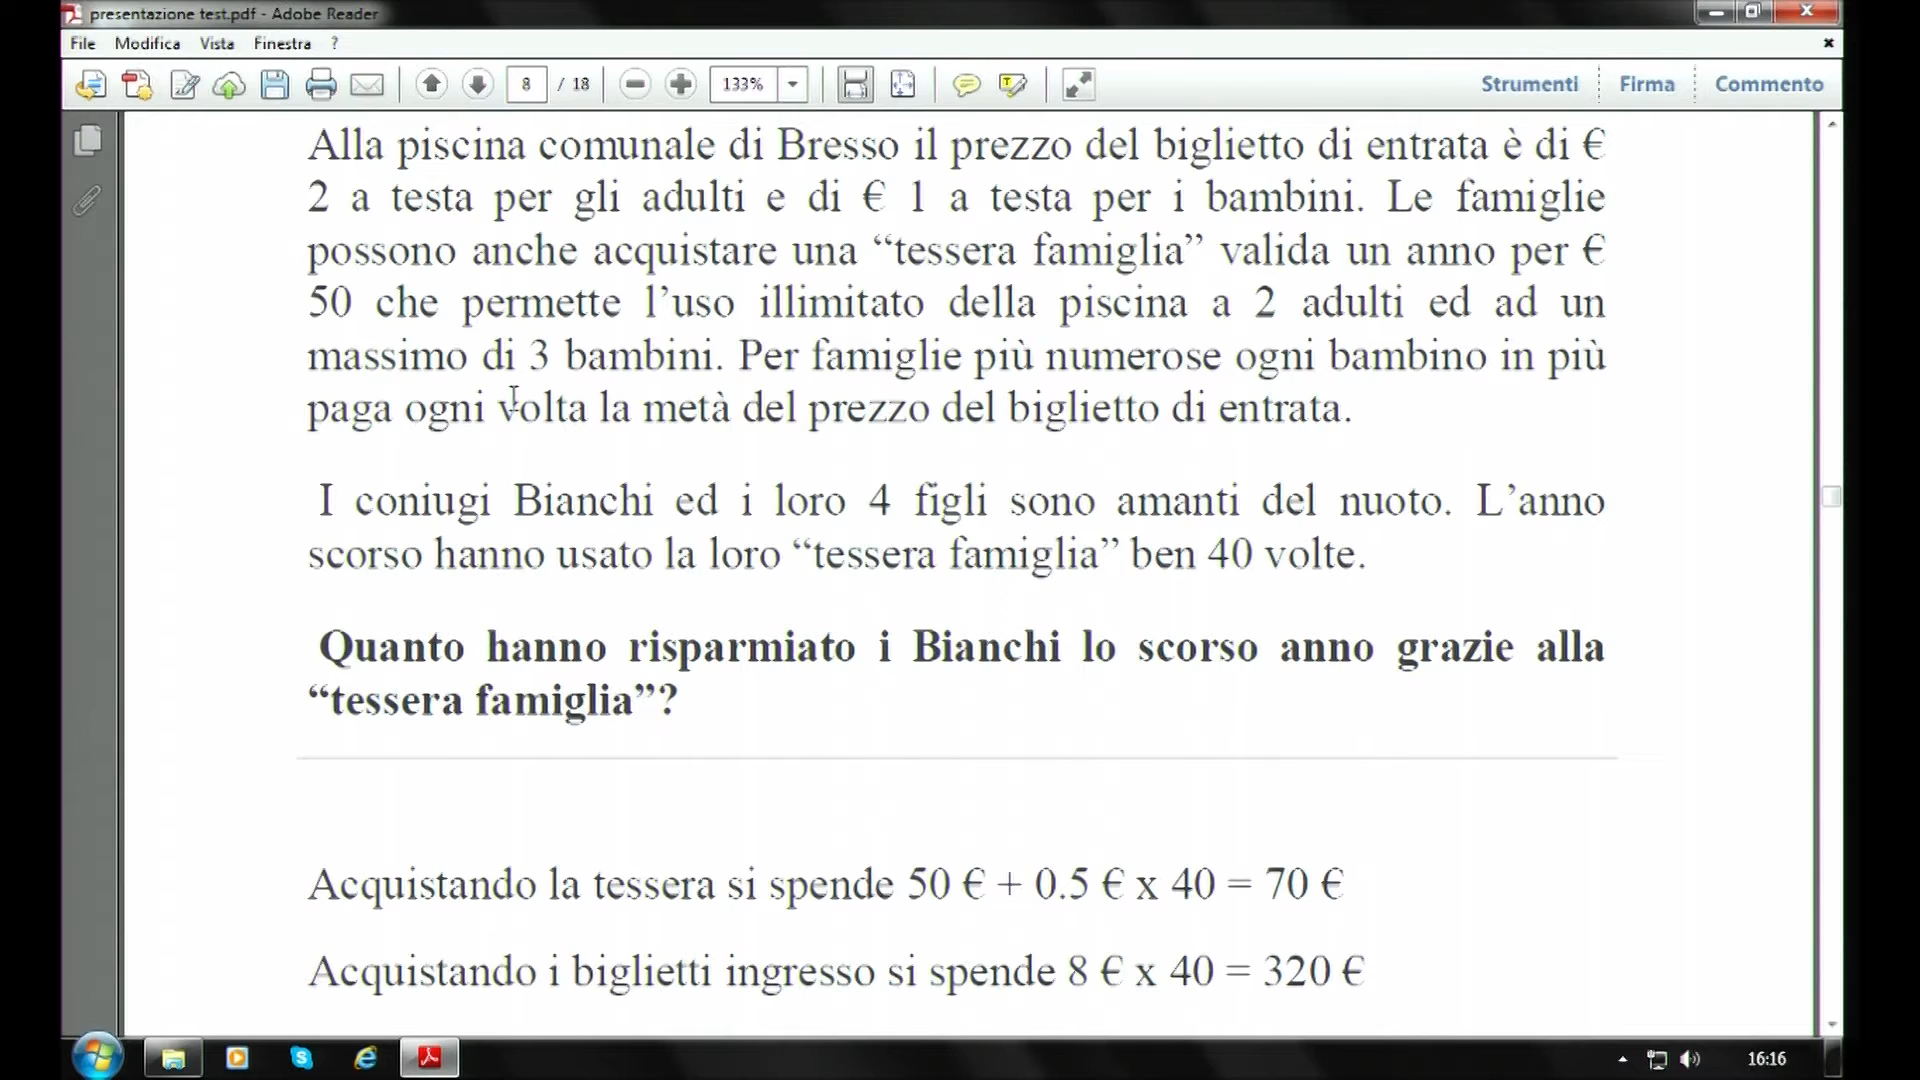 presentazione test.pdf - Adobe Reader
File Modifica Vista Finestra ?
8 / 18 133% Strumenti Firma Commento
Alla piscina comunale di Bresso il prezzo del biglietto di entrata è di €
2 a testa per gli adulti e di € 1 a testa per i bambini. Le famiglie
possono anche acquistare una “tessera famiglia” valida un anno per €
50 che permette l’uso illimitato della piscina a 2 adulti ed ad un
massimo di 3 bambini. Per famiglie più numerose ogni bambino in più
paga ogni volta la metà del prezzo del biglietto di entrata.
I coniugi Bianchi ed i loro 4 figli sono amanti del nuoto. L’anno
scorso hanno usato la loro “tessera famiglia” ben 40 volte.
Quanto hanno risparmiato i Bianchi lo scorso anno grazie alla
“tessera famiglia”?
Acquistando la tessera si spende 50 € + 0.5 € x 40 = 70 €
Acquistando i biglietti ingresso si spende 8 € x 40 = 320 €
16:16